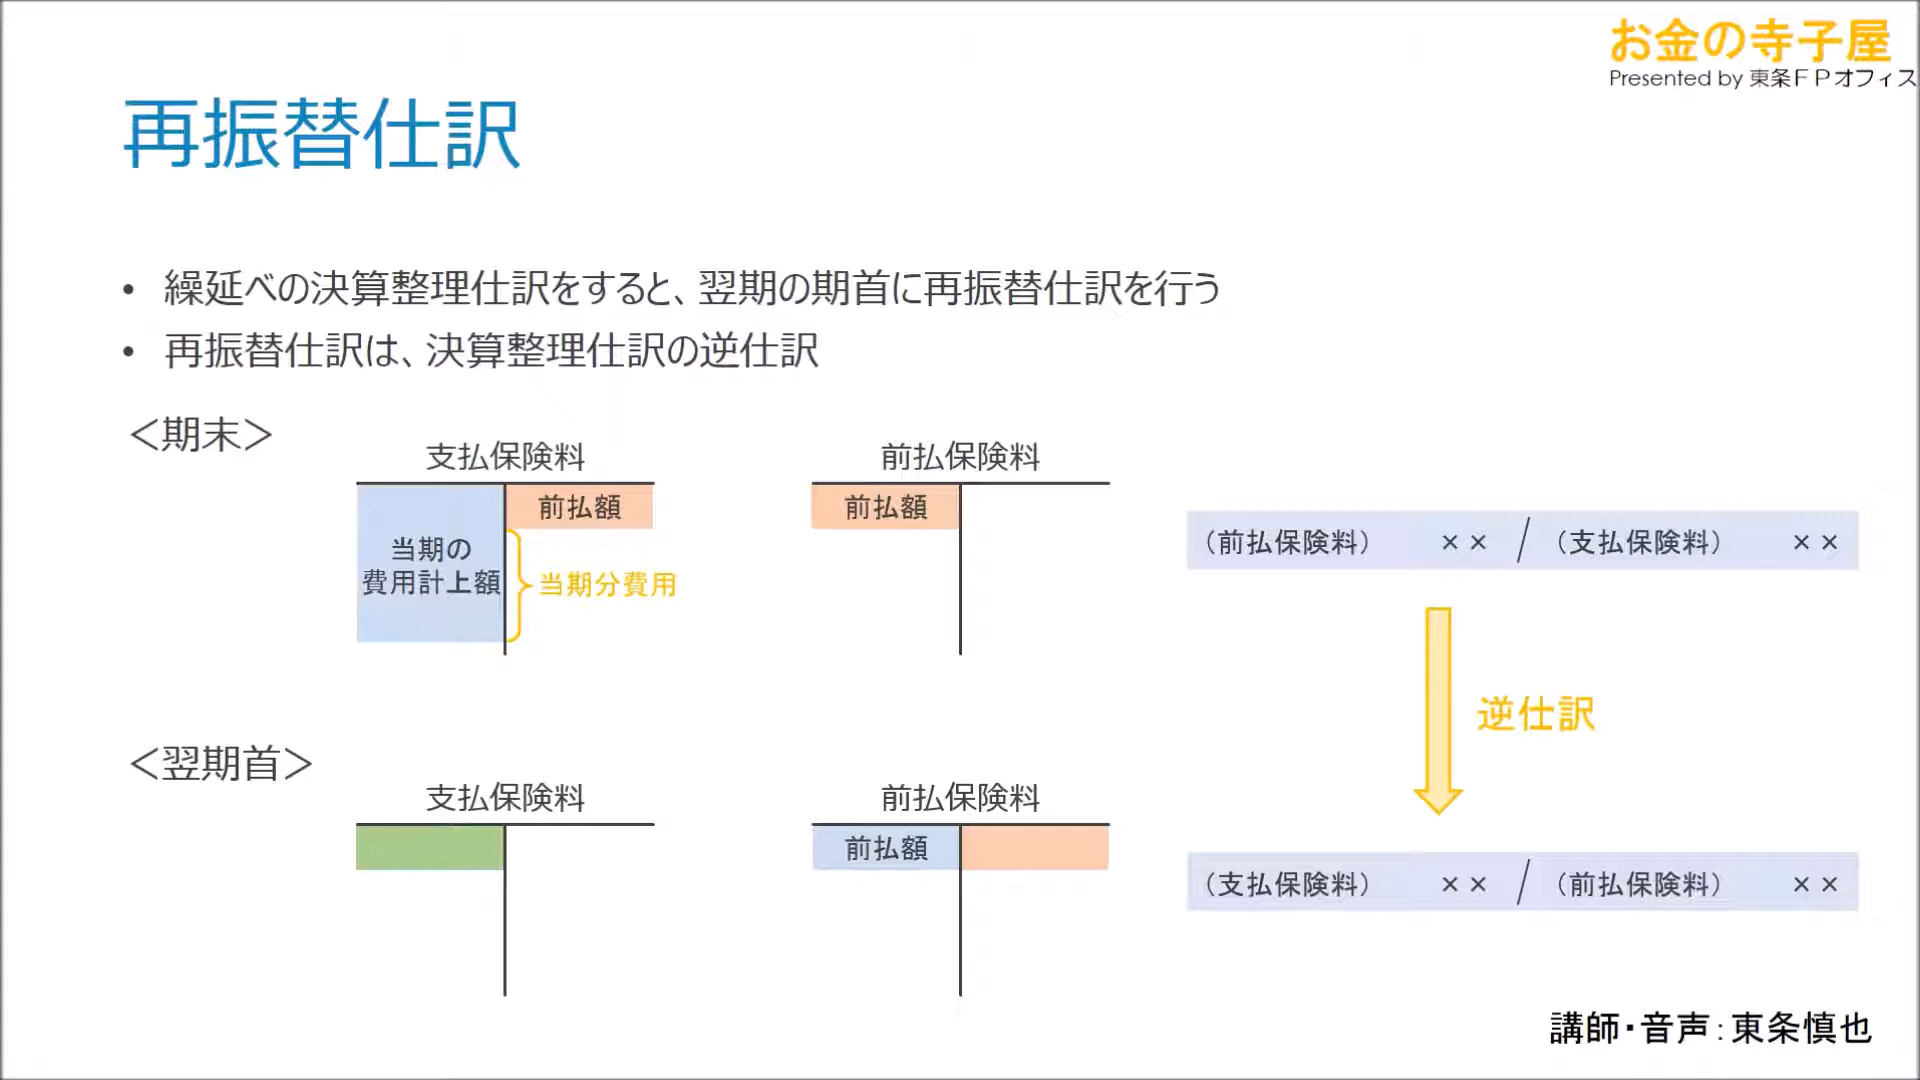 お金の寺子屋
Presented by 東条ＦＰオフィス
再振替仕訳
• 繰延べの決算整理仕訳をすると、翌期の期首に再振替仕訳を行う
• 再振替仕訳は、決算整理仕訳の逆仕訳
＜期末＞
支払保険料
前払保険料
前払額
前払額
当期の
費用計上額
当期分費用
（前払保険料） ×× / （支払保険料） ××
逆仕訳
＜翌期首＞
支払保険料
前払保険料
前払額
（支払保険料） ×× / （前払保険料） ××
講師・音声：東条慎也